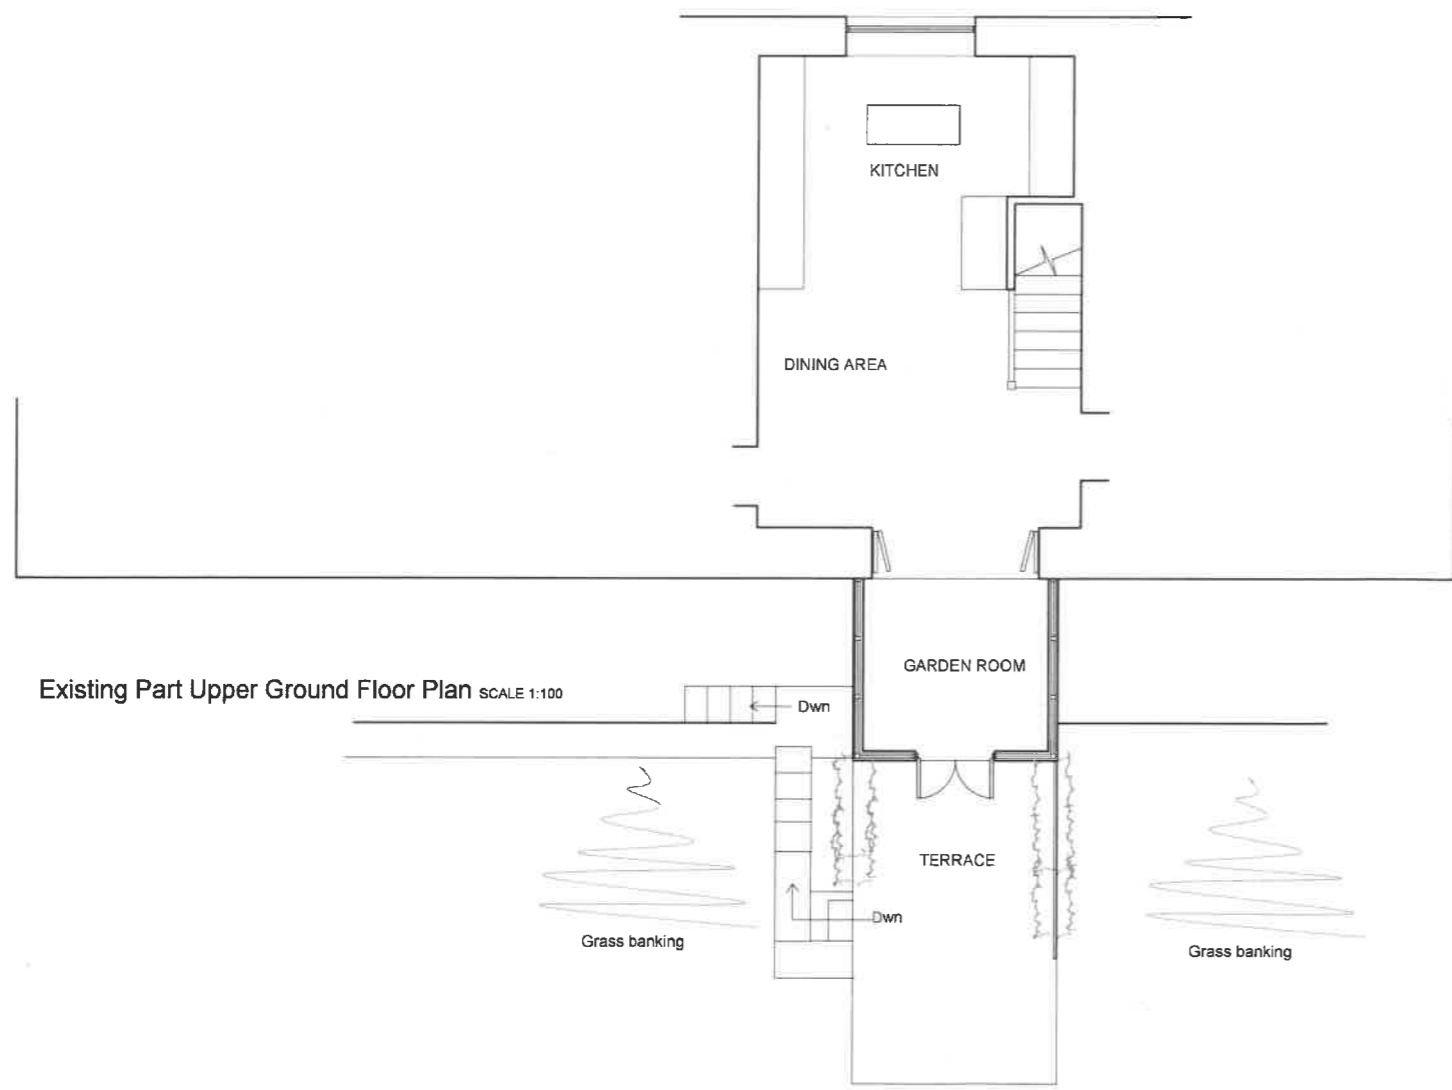 KITCHEN
DINING AREA
GARDEN ROOM
Existing Part Upper Ground Floor Plan SCALE 1:100
Dwn
TERRACE
Dwn
Grass banking
Grass banking